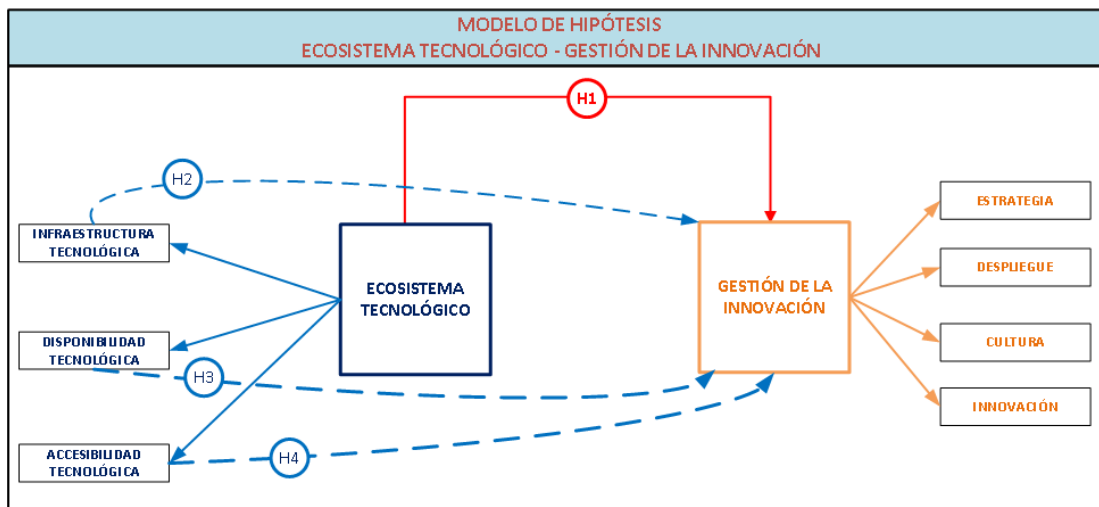 MODELO DE HIPÓTESIS
ECOSISTEMA TECNOLÓGICO - GESTIÓN DE LA INNOVACIÓN
H1
H2
INFRAESTRUCTURA
TECNOLÓGICA
ECOSISTEMA
TECNOLÓGICO
GESTIÓN DE LA
INNOVACIÓN
ESTRATEGIA
DESPLIEGUE
DISPONIBILIDAD
TECNOLÓGICA
CULTURA
H3
INNOVACIÓN
ACCESIBILIDAD
TECNOLÓGICA
H4